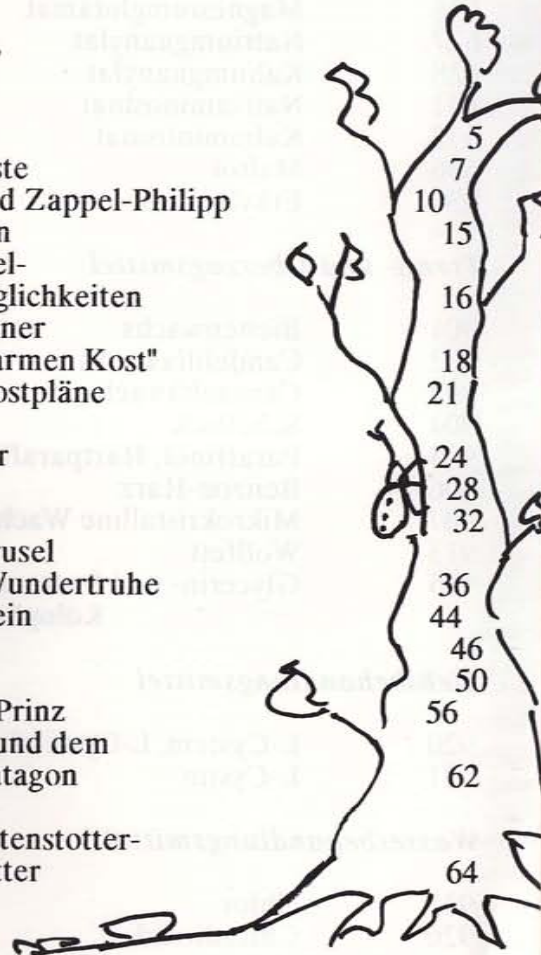 5
ste 7
d Zappel-Philipp 10
n 15
el-
glichkeiten 16
ner
armen Kost" 18
ostpläne 21
r 24
28
32
usel
Wundertruhe 36
ein 44
46
50
Prinz 56
und dem
tagon 62
tenstotter-
tter 64